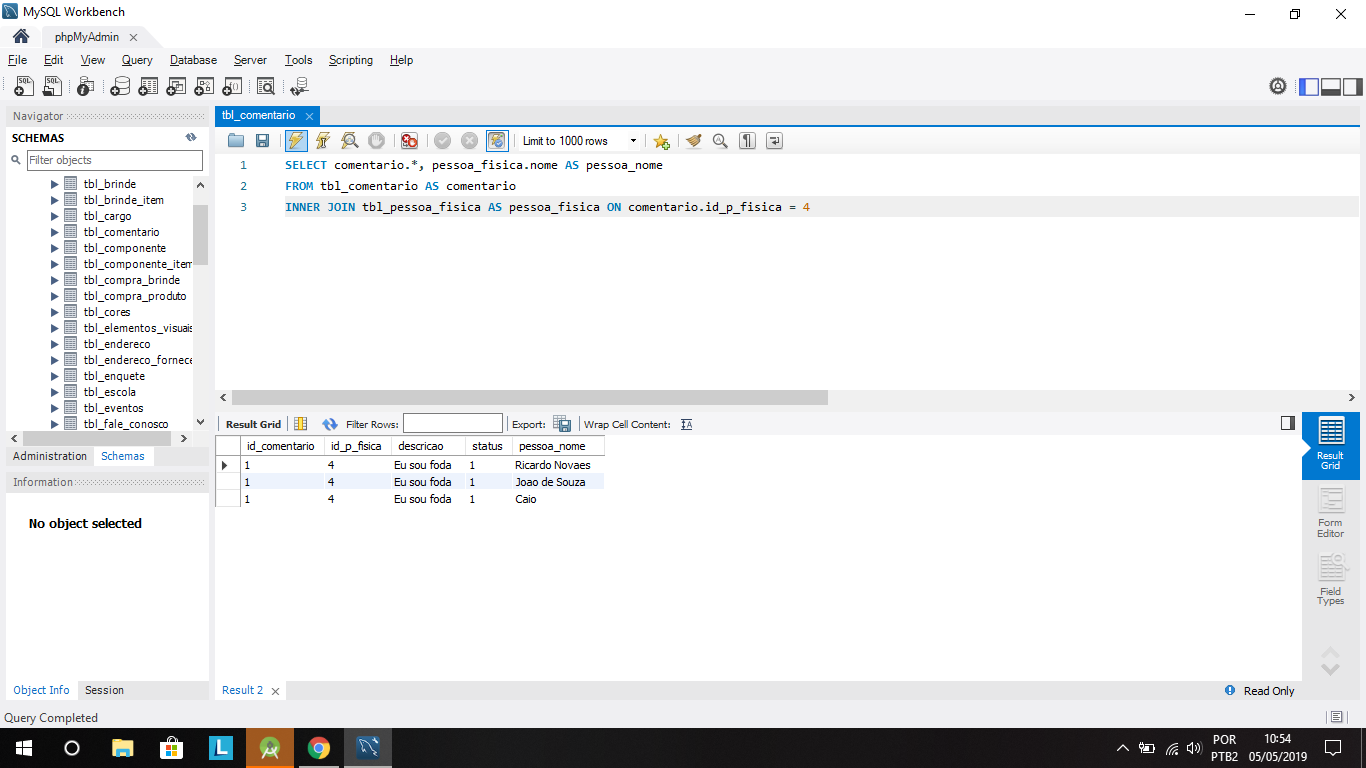 MySQL Workbench
phpMyAdmin
File Edit View Query Database Server Tools Scripting Help
Navigator
SCHEMAS
Filter objects
tbl_brinde
tbl_brinde_item
tbl_cargo
tbl_comentario
tbl_componente
tbl_componente_item
tbl_compra_brinde
tbl_compra_produto
tbl_cores
tbl_elementos_visuais
tbl_endereco
tbl_endereco_fornece
tbl_enquete
tbl_escola
tbl_eventos
tbl_fale_conosco
Administration Schemas
Information
No object selected
Object Info Session
tbl_comentario
Limit to 1000 rows
1 SELECT comentario.*, pessoa_fisica.nome AS pessoa_nome
2 FROM tbl_comentario AS comentario
3 INNER JOIN tbl_pessoa_fisica AS pessoa_fisica ON comentario.id_p_fisica = 4
Result Grid Filter Rows: Export: Wrap Cell Content:
id_comentario id_p_fisica descricao status pessoa_nome
1 4 Eu sou foda 1 Ricardo Novaes
1 4 Eu sou foda 1 Joao de Souza
1 4 Eu sou foda 1 Caio
Result
Grid
Form
Editor
Field
Types
Result 2
Read Only
Query Completed
POR
PTB2
10:54
05/05/2019